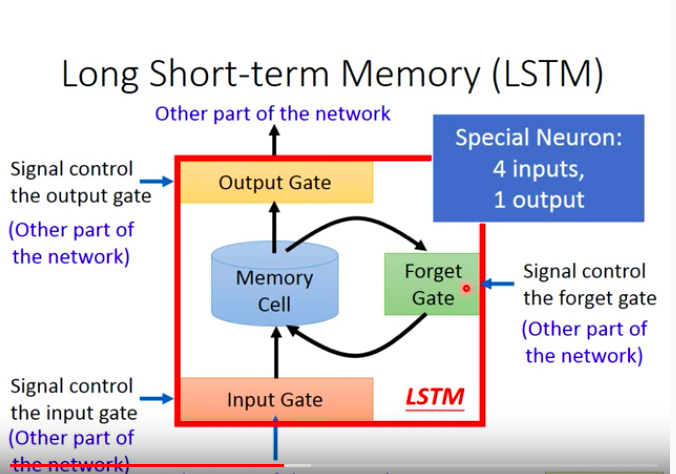 Long Short-term Memory (LSTM)
Other part of the network
Special Neuron:
4 inputs,
1 output
Signal control
the output gate
(Other part of
the network)
Output Gate
Memory
Cell
Forget
Gate
Signal control
the forget gate
(Other part of
the network)
Signal control
the input gate
(Other part of
the network)
Input Gate
LSTM